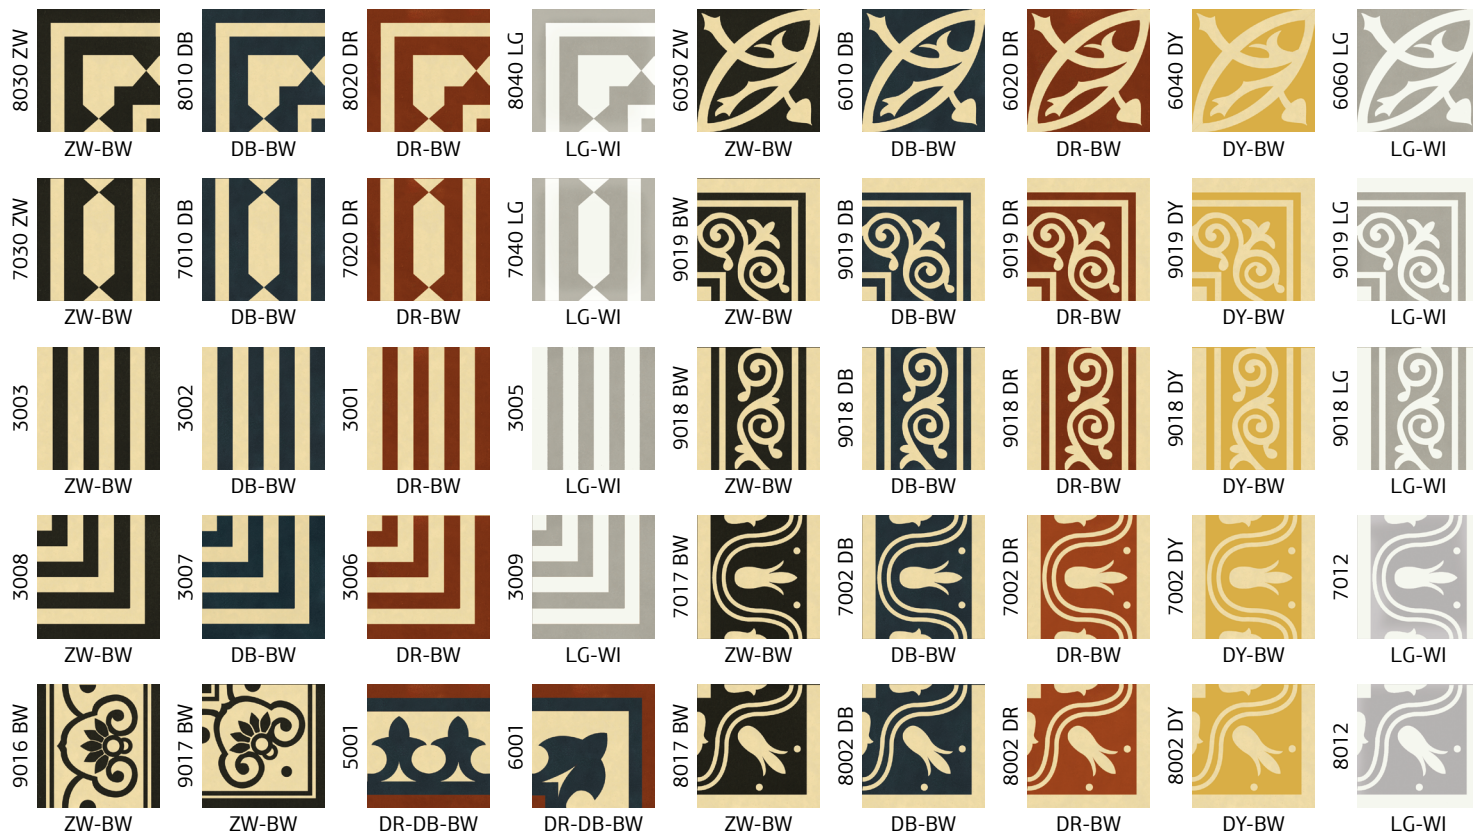 8030 ZW
8010 DB
8020 DR
8040 LG
6030 ZW
6010 DB
6020 DR
6040 DY
6060 LG
ZW-BW
DB-BW
DR-BW
LG-WI
ZW-BW
DB-BW
DR-BW
DY-BW
LG-WI
7030 ZW
7010 DB
7020 DR
7040 LG
9019 BW
9019 DB
9019 DR
9019 DY
9019 LG
ZW-BW
DB-BW
DR-BW
LG-WI
ZW-BW
DB-BW
DR-BW
DY-BW
LG-WI
3003
3002
3001
3005
9018 BW
9018 DB
9018 DR
9018 DY
9018 LG
ZW-BW
DB-BW
DR-BW
LG-WI
ZW-BW
DB-BW
DR-BW
DY-BW
LG-WI
3008
3007
3006
3009
7017 BW
7002 DB
7002 DR
7002 DY
7012
ZW-BW
DB-BW
DR-BW
LG-WI
ZW-BW
DB-BW
DR-BW
DY-BW
LG-WI
9016 BW
9017 BW
5001
6001
8017 BW
8002 DB
8002 DR
8002 DY
8012
ZW-BW
ZW-BW
DR-DB-BW
DR-DB-BW
ZW-BW
DB-BW
DR-BW
DY-BW
LG-WI